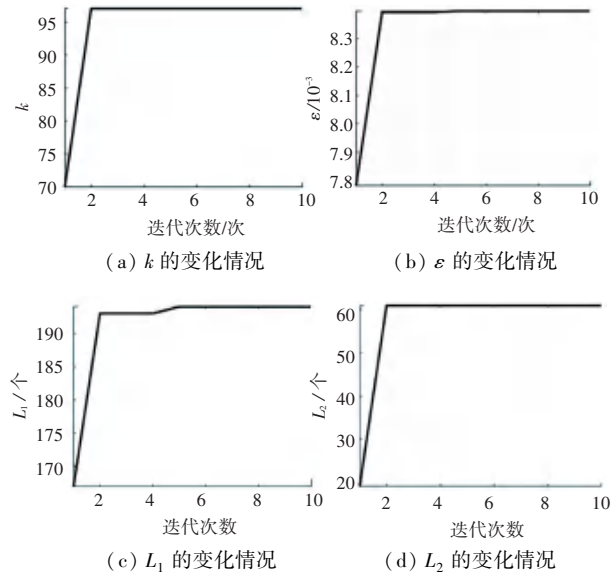 95
90
85
80
75
70
k
2 4 6 8 10
迭代次数/次
(a) k 的变化情况
8.3
8.2
8.1
8.0
7.9
7.8
ε/10⁻³
2 4 6 8 10
迭代次数/次
(b) ε 的变化情况
190
185
180
175
170
L₁/个
2 4 6 8 10
迭代次数
(c) L₁ 的变化情况
60
50
40
30
20
L₂/个
2 4 6 8 10
迭代次数
(d) L₂ 的变化情况